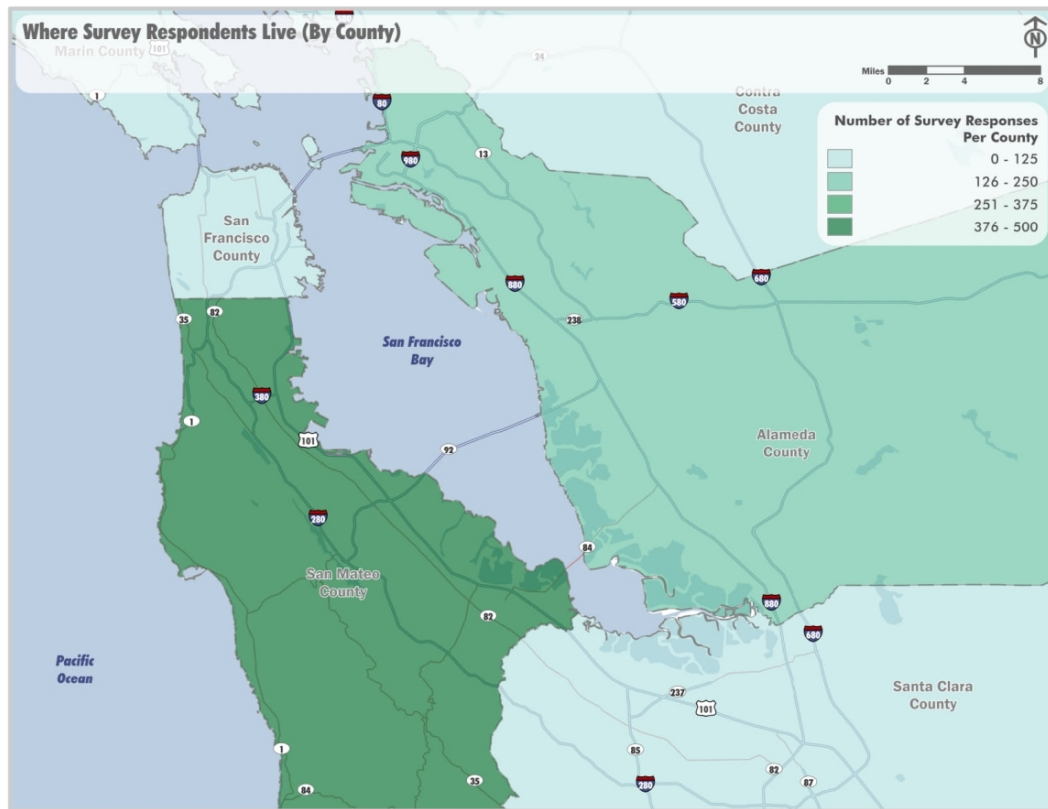 Where Survey Respondents Live (By County)
Marin County
101
1
80
24
N
Miles
0 2 4 8
Contra
Costa
County
Number of Survey Responses
Per County
0 - 125
126 - 250
251 - 375
376 - 500
980
13
San
Francisco
County
880
680
580
238
35
82
San Francisco
Bay
380
1
101
92
Alameda
County
280
84
San Mateo
County
82
880
680
Pacific
Ocean
Santa Clara
County
237
101
1
85
82
84
35
280
87